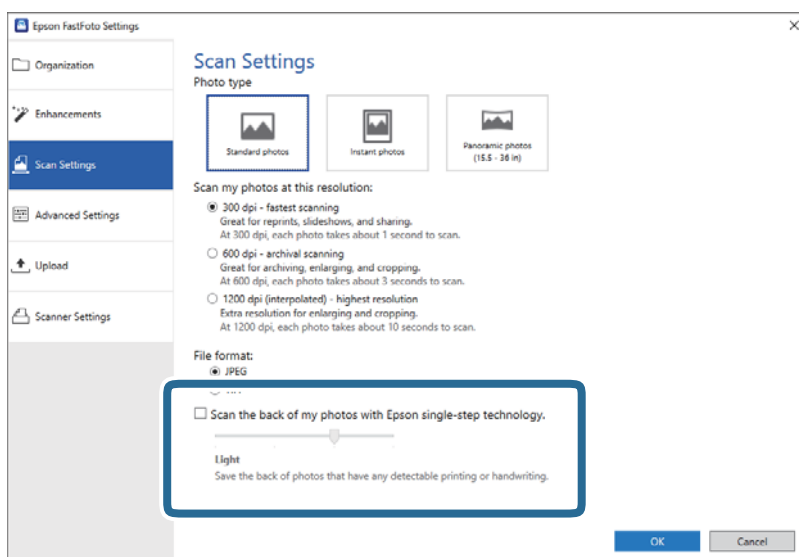 Epson FastFoto Settings
Organization
Enhancements
Scan Settings
Advanced Settings
Upload
Scanner Settings
Scan Settings
Photo type
Standard photos
Instant photos
Panoramic photos
(15.5 - 36 in)
Scan my photos at this resolution:
300 dpi - fastest scanning
Great for reprints, slideshows, and sharing.
At 300 dpi, each photo takes about 1 second to scan.
600 dpi - archival scanning
Great for archiving, enlarging, and cropping.
At 600 dpi, each photo takes about 3 seconds to scan.
1200 dpi (interpolated) - highest resolution
Extra resolution for enlarging and cropping.
At 1200 dpi, each photo takes about 10 seconds to scan.
File format:
JPEG
Scan the back of my photos with Epson single-step technology.
Light
Save the back of photos that have any detectable printing or handwriting.
OK
Cancel